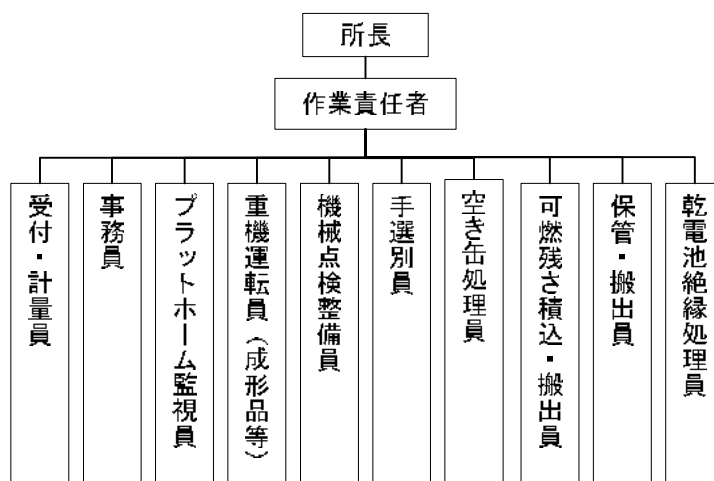 所長
作業責任者
受付・計量員
事務員
プラットホーム監視員
重機運転員（成形品等）
機械点検整備員
手選別員
空き缶処理員
可燃残さ積込・搬出員
保管・搬出員
乾電池絶縁処理員